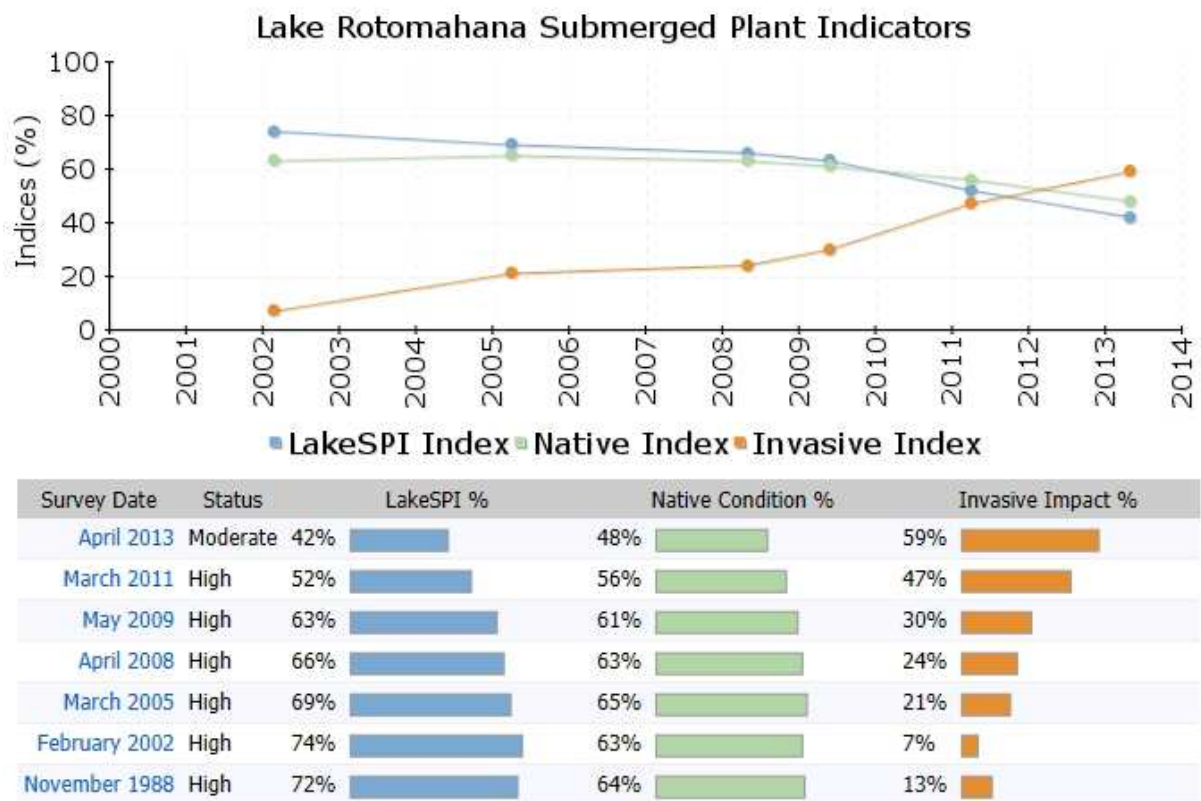 Lake Rotomahana Submerged Plant Indicators
Indices (%)
100
80
60
40
20
0
2000 2001 2002 2003 2004 2005 2006 2007 2008 2009 2010 2011 2012 2013 2014
LakeSPI Index Native Index Invasive Index
Survey Date Status LakeSPI % Native Condition % Invasive Impact %
April 2013 Moderate 42% 48% 59%
March 2011 High 52% 56% 47%
May 2009 High 63% 61% 30%
April 2008 High 66% 63% 24%
March 2005 High 69% 65% 21%
February 2002 High 74% 63% 7%
November 1988 High 72% 64% 13%